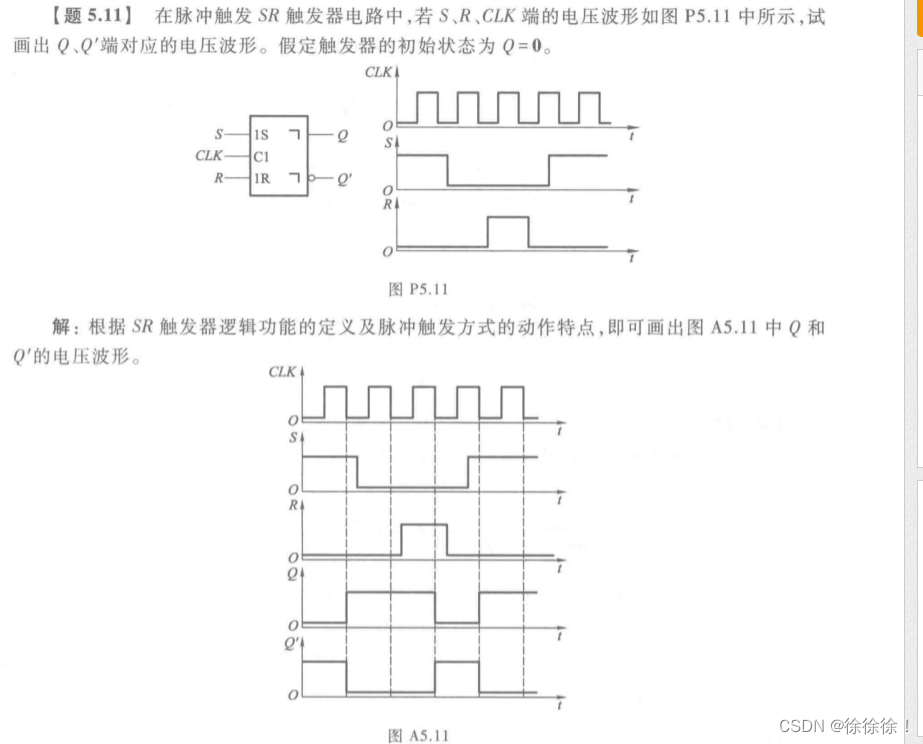 【题 5.11】 在脉冲触发 SR 触发器电路中,若 S、R、CLK 端的电压波形如图 P5.11 中所示,试
画出 Q、Q′端对应的电压波形。假定触发器的初始状态为 Q=0。
CLK
O
t
S
O
t
R
O
t
S
1S
Q
CLK
C1
R
1R
Q′
图 P5.11
解：根据 SR 触发器逻辑功能的定义及脉冲触发方式的动作特点,即可画出图 A5.11 中 Q 和
Q′的电压波形。
CLK
O
t
S
O
t
R
O
t
Q
O
t
Q′
O
t
图 A5.11
CSDN @徐徐徐！